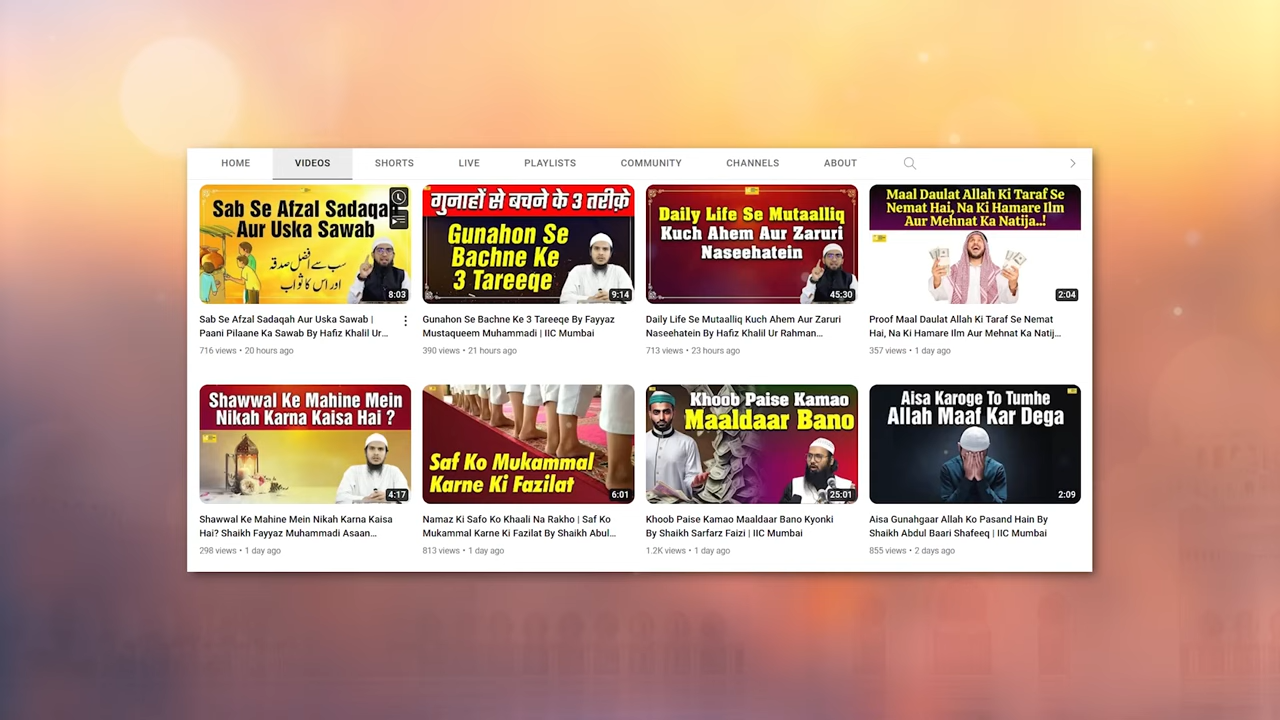 HOME VIDEOS SHORTS LIVE PLAYLISTS COMMUNITY CHANNELS ABOUT
Sab Se Afzal Sadaqa
Aur Uska Sawab
سب سے افضل صدقہ
اور اس کا ثواب
8:03
Sab Se Afzal Sadaqah Aur Uska Sawab |
Paani Pilaane Ka Sawab By Hafiz Khalil Ur...
716 views • 20 hours ago
गुनाहों से बचने के 3 तरीक़े
Gunahon Se
Bachne Ke
3 Tareeqe
9:14
Gunahon Se Bachne Ke 3 Tareeqe By Fayyaz
Mustaqueem Muhammadi | IIC Mumbai
390 views • 21 hours ago
Daily Life Se Mutaalliq
Kuch Ahem Aur Zaruri
Naseehatein
45:30
Daily Life Se Mutaalliq Kuch Ahem Aur Zaruri
Naseehatein By Hafiz Khalil Ur Rahman...
713 views • 23 hours ago
Maal Daulat Allah Ki Taraf Se
Nemat Hai, Na Ki Hamare Ilm
Aur Mehnat Ka Natija..!
2:04
Proof Maal Daulat Allah Ki Taraf Se Nemat
Hai, Na Ki Hamare Ilm Aur Mehnat Ka Natij...
357 views • 1 day ago
Shawwal Ke Mahine Mein
Nikah Karna Kaisa Hai ?
4:17
Shawwal Ke Mahine Mein Nikah Karna Kaisa
Hai? Shaikh Fayyaz Muhammadi Asaan...
298 views • 1 day ago
Saf Ko Mukammal
Karne Ki Fazilat
6:01
Namaz Ki Safo Ko Khaali Na Rakho | Saf Ko
Mukammal Karne Ki Fazilat By Shaikh Abul...
813 views • 1 day ago
Khoob Paise Kamao
Maaldaar Bano
25:01
Khoob Paise Kamao Maaldaar Bano Kyonki
By Shaikh Sarfarz Faizi | IIC Mumbai
1.2K views • 1 day ago
Aisa Karoge To Tumhe
Allah Maaf Kar Dega
2:09
Aisa Gunahgaar Allah Ko Pasand Hain By
Shaikh Abdul Baari Shafeeq | IIC Mumbai
855 views • 2 days ago